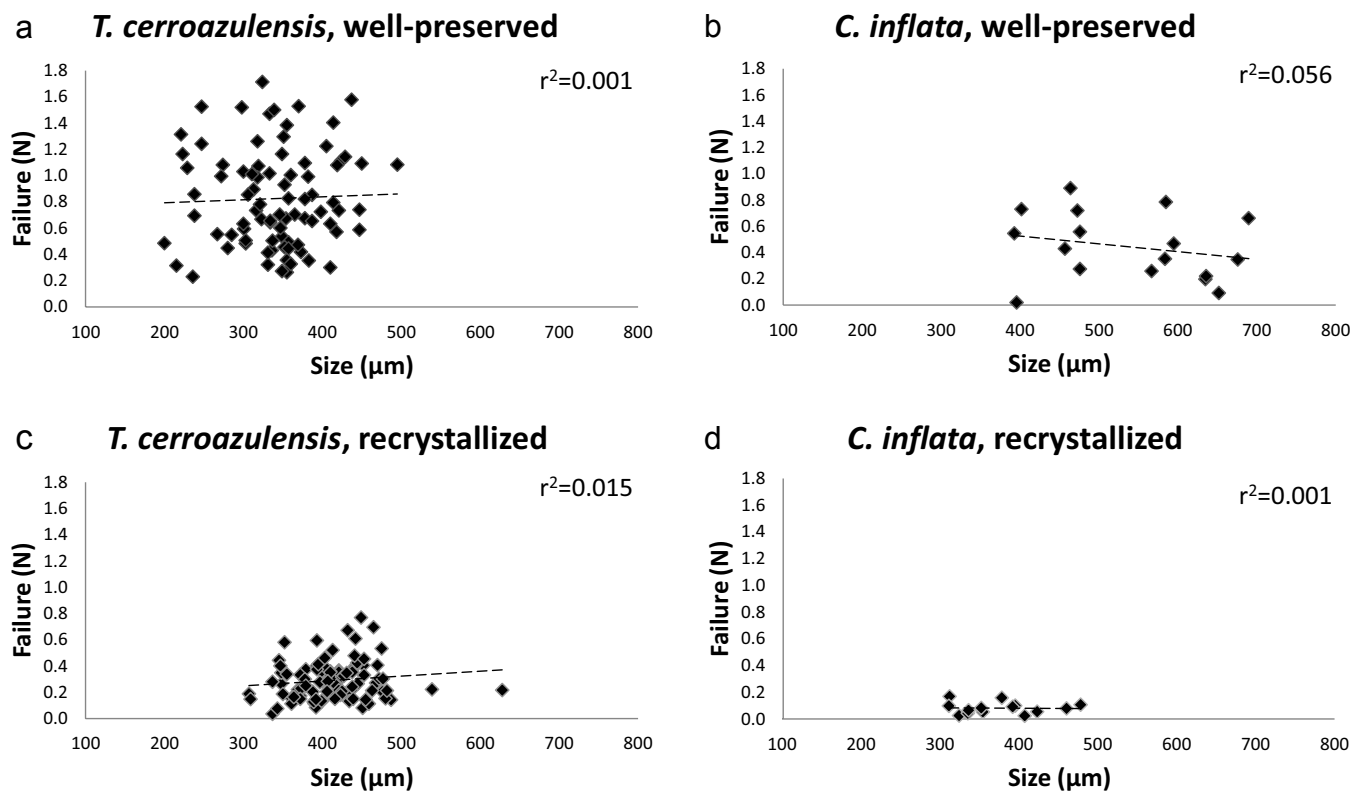 a T. cerroazulensis, well-preserved
r²=0.001
1.8
1.6
1.4
1.2
1.0
0.8
0.6
0.4
0.2
0.0
Failure (N)
100 200 300 400 500 600 700 800
Size (µm)
b C. inflata, well-preserved
r²=0.056
1.8
1.6
1.4
1.2
1.0
0.8
0.6
0.4
0.2
0.0
Failure (N)
100 200 300 400 500 600 700 800
Size (µm)
c T. cerroazulensis, recrystallized
r²=0.015
1.8
1.6
1.4
1.2
1.0
0.8
0.6
0.4
0.2
0.0
Failure (N)
100 200 300 400 500 600 700 800
Size (µm)
d C. inflata, recrystallized
r²=0.001
1.8
1.6
1.4
1.2
1.0
0.8
0.6
0.4
0.2
0.0
Failure (N)
100 200 300 400 500 600 700 800
Size (µm)